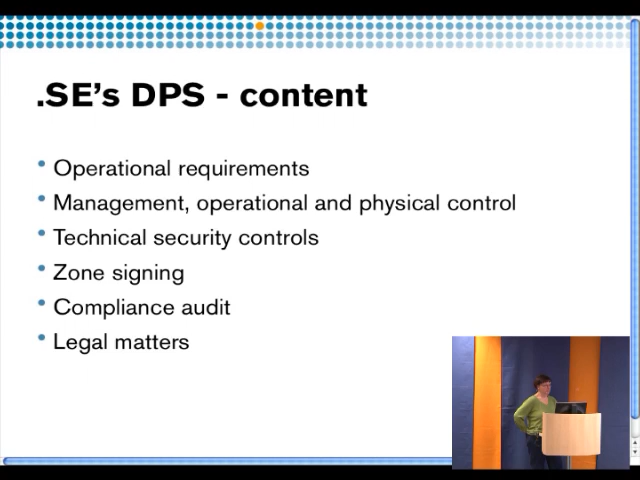 .SE's DPS - content
• Operational requirements
• Management, operational and physical control
• Technical security controls
• Zone signing
• Compliance audit
• Legal matters